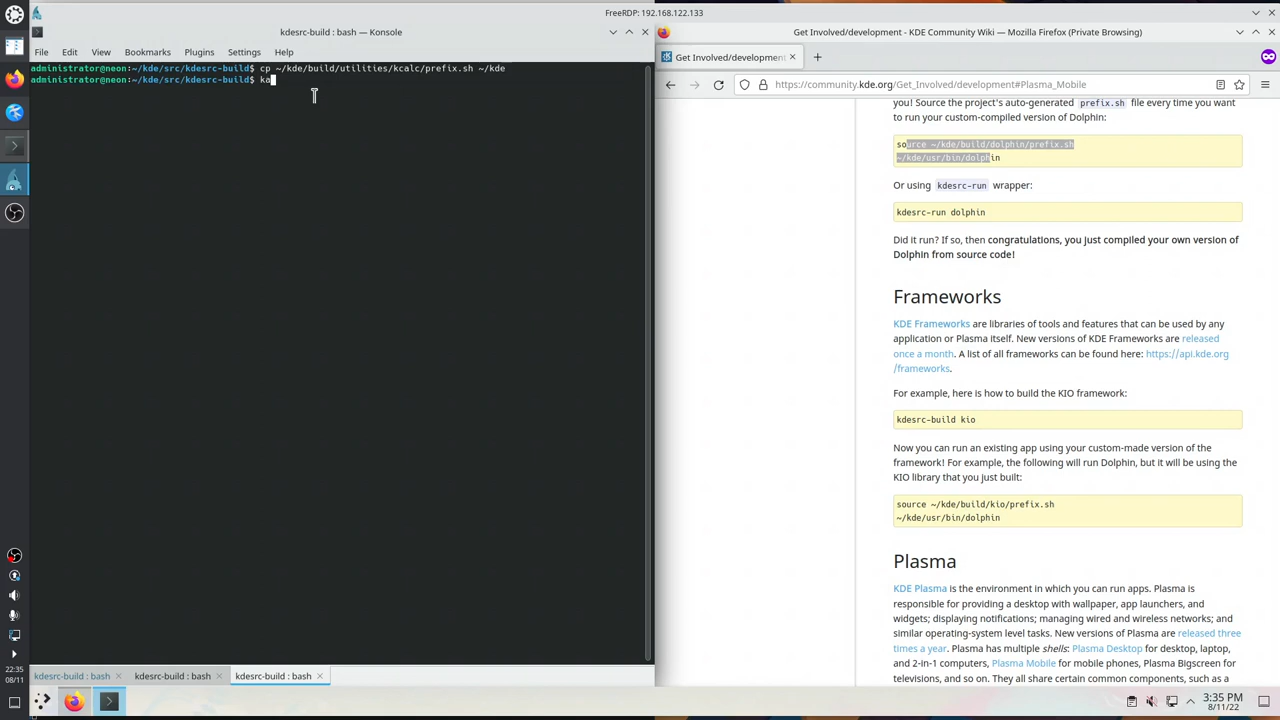 FreeRDP: 192.168.122.133
kdesrc-build : bash — Konsole
File Edit View Bookmarks Plugins Settings Help
administrator@neon:~/kde/src/kdesrc-build$ cp ~/kde/build/utilities/kcalc/prefix.sh ~/kde
administrator@neon:~/kde/src/kdesrc-build$ ka
kdesrc-build : bash
kdesrc-build : bash
kdesrc-build : bash
Get Involved/development - KDE Community Wiki — Mozilla Firefox (Private Browsing)
Get Involved/development
https://community.kde.org/Get_Involved/development#Plasma_Mobile
you! Source the project's auto-generated prefix.sh file every time you want
to run your custom-compiled version of Dolphin:
source ~/kde/build/dolphin/prefix.sh
~/kde/usr/bin/dolphin
Or using kdesrc-run wrapper:
kdesrc-run dolphin
Did it run? If so, then congratulations, you just compiled your own version of
Dolphin from source code!
Frameworks
KDE Frameworks are libraries of tools and features that can be used by any
application or Plasma itself. New versions of KDE Frameworks are released
once a month. A list of all frameworks can be found here: https://api.kde.org
/frameworks.
For example, here is how to build the KIO framework:
kdesrc-build kio
Now you can run an existing app using your custom-made version of the
framework! For example, the following will run Dolphin, but it will be using the
KIO library that you just built:
source ~/kde/build/kio/prefix.sh
~/kde/usr/bin/dolphin
Plasma
KDE Plasma is the environment in which you can run apps. Plasma is
responsible for providing a desktop with wallpaper, app launchers, and
widgets; displaying notifications; managing wired and wireless networks; and
similar operating-system level tasks. New versions of Plasma are released three
times a year. Plasma has multiple shells: Plasma Desktop for desktop, laptop,
and 2-in-1 computers, Plasma Mobile for mobile phones, Plasma Bigscreen for
televisions, and so on. They all share certain common components, such as a
22:35
08/11
3:35 PM
8/11/22